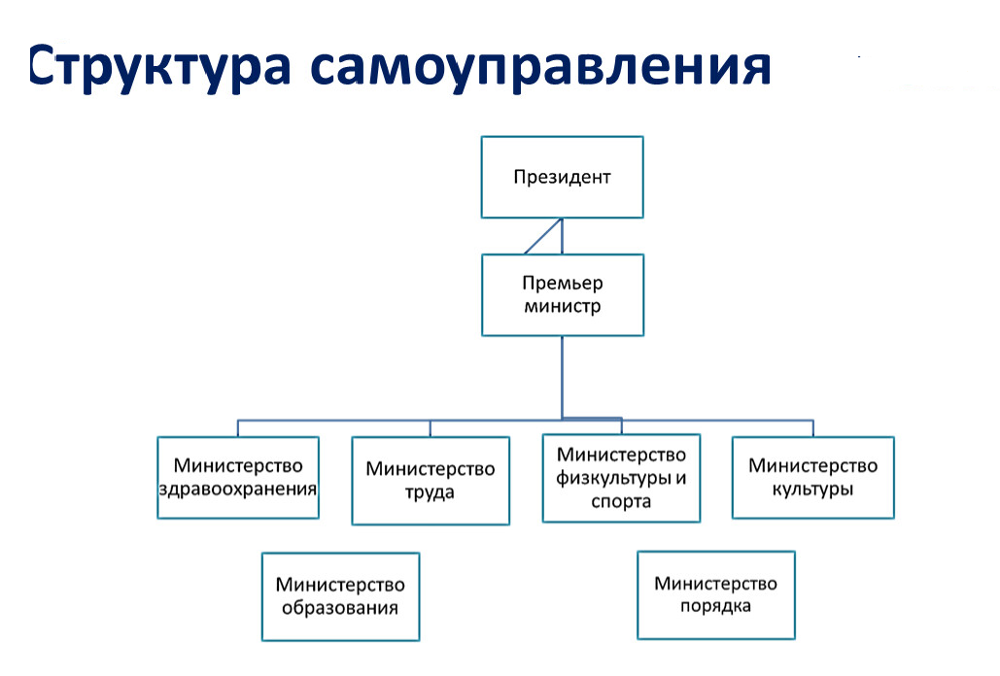 Структура самоуправления
Президент
Премьер
министр
Министерство
здравоохранения
Министерство
труда
Министерство
физкультуры и
спорта
Министерство
культуры
Министерство
образования
Министерство
порядка